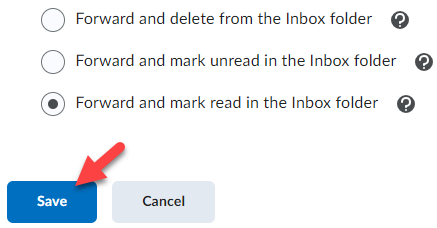 Forward and delete from the Inbox folder
Forward and mark unread in the Inbox folder
Forward and mark read in the Inbox folder
Save Cancel